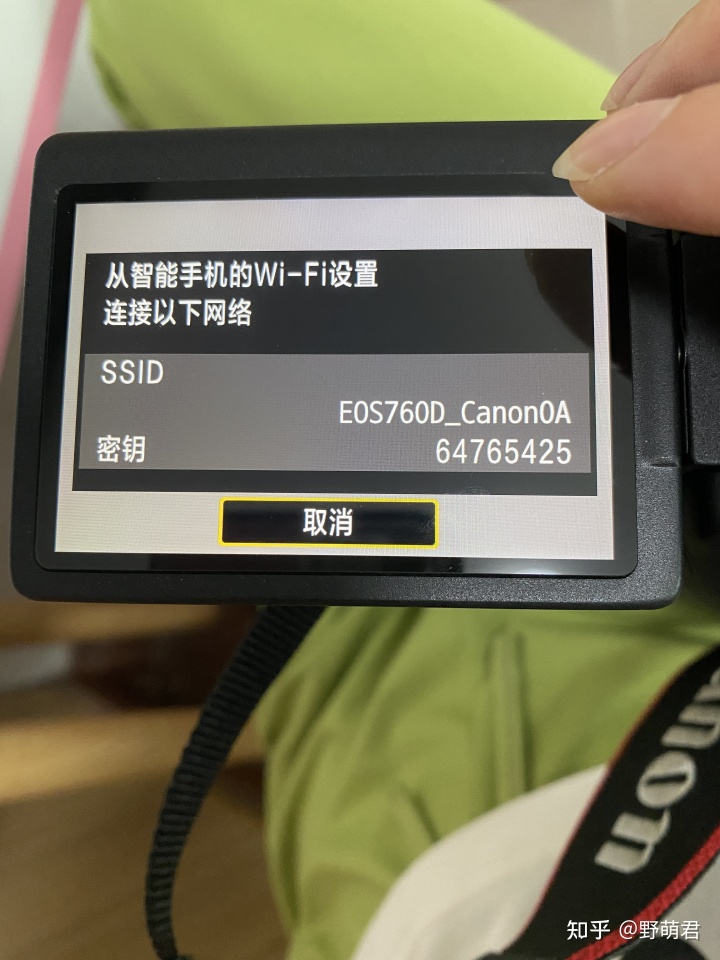 从智能手机的Wi-Fi设置
连接以下网络
SSID
EOS760D_Canon0A
密钥
64765425
取消
anon
知乎 @野萌君